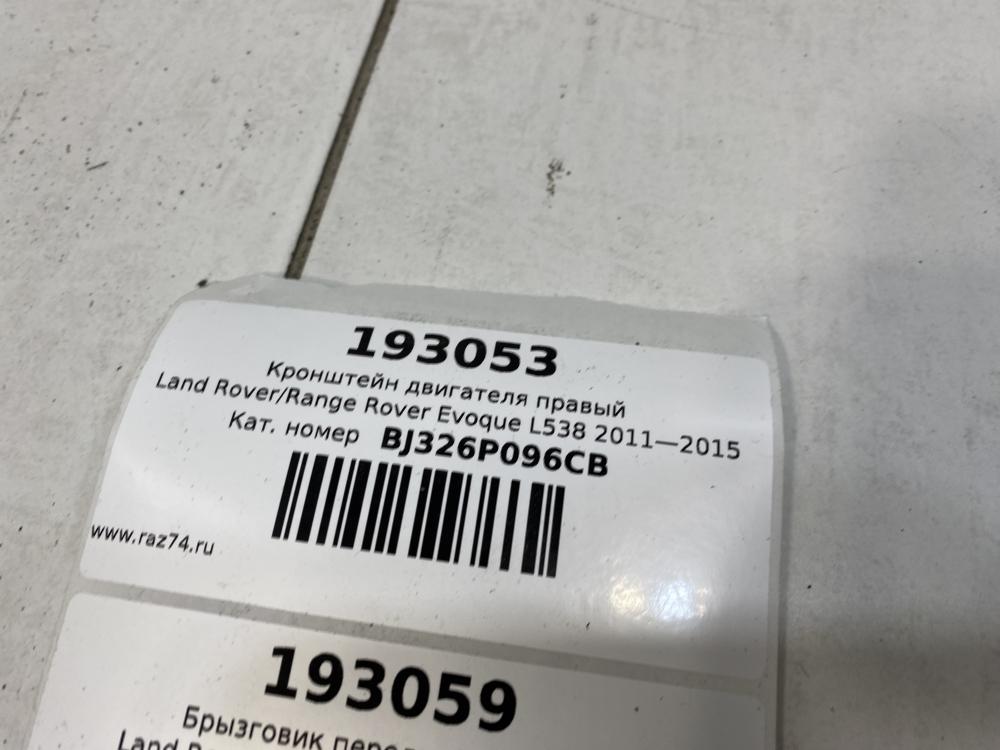 193053
Кронштейн двигателя правый
Land Rover/Range Rover Evoque L538 2011—2015
Кат. номер BJ326P096CB
www.raz74.ru
193059
Брызговик
Land